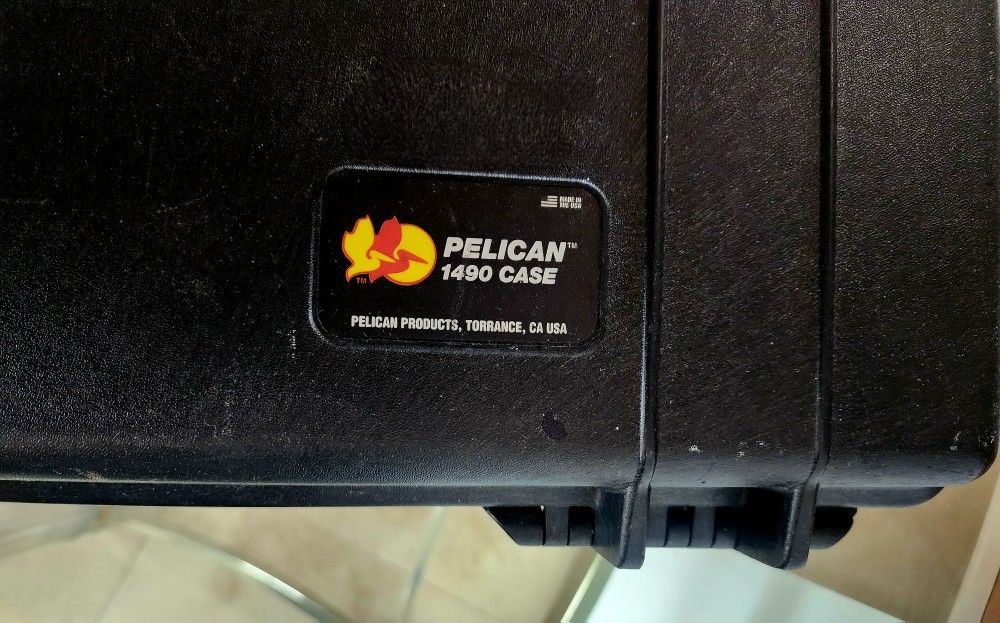 MADE IN
THE USA
PELICAN™
1490 CASE
TM
PELICAN PRODUCTS, TORRANCE, CA USA